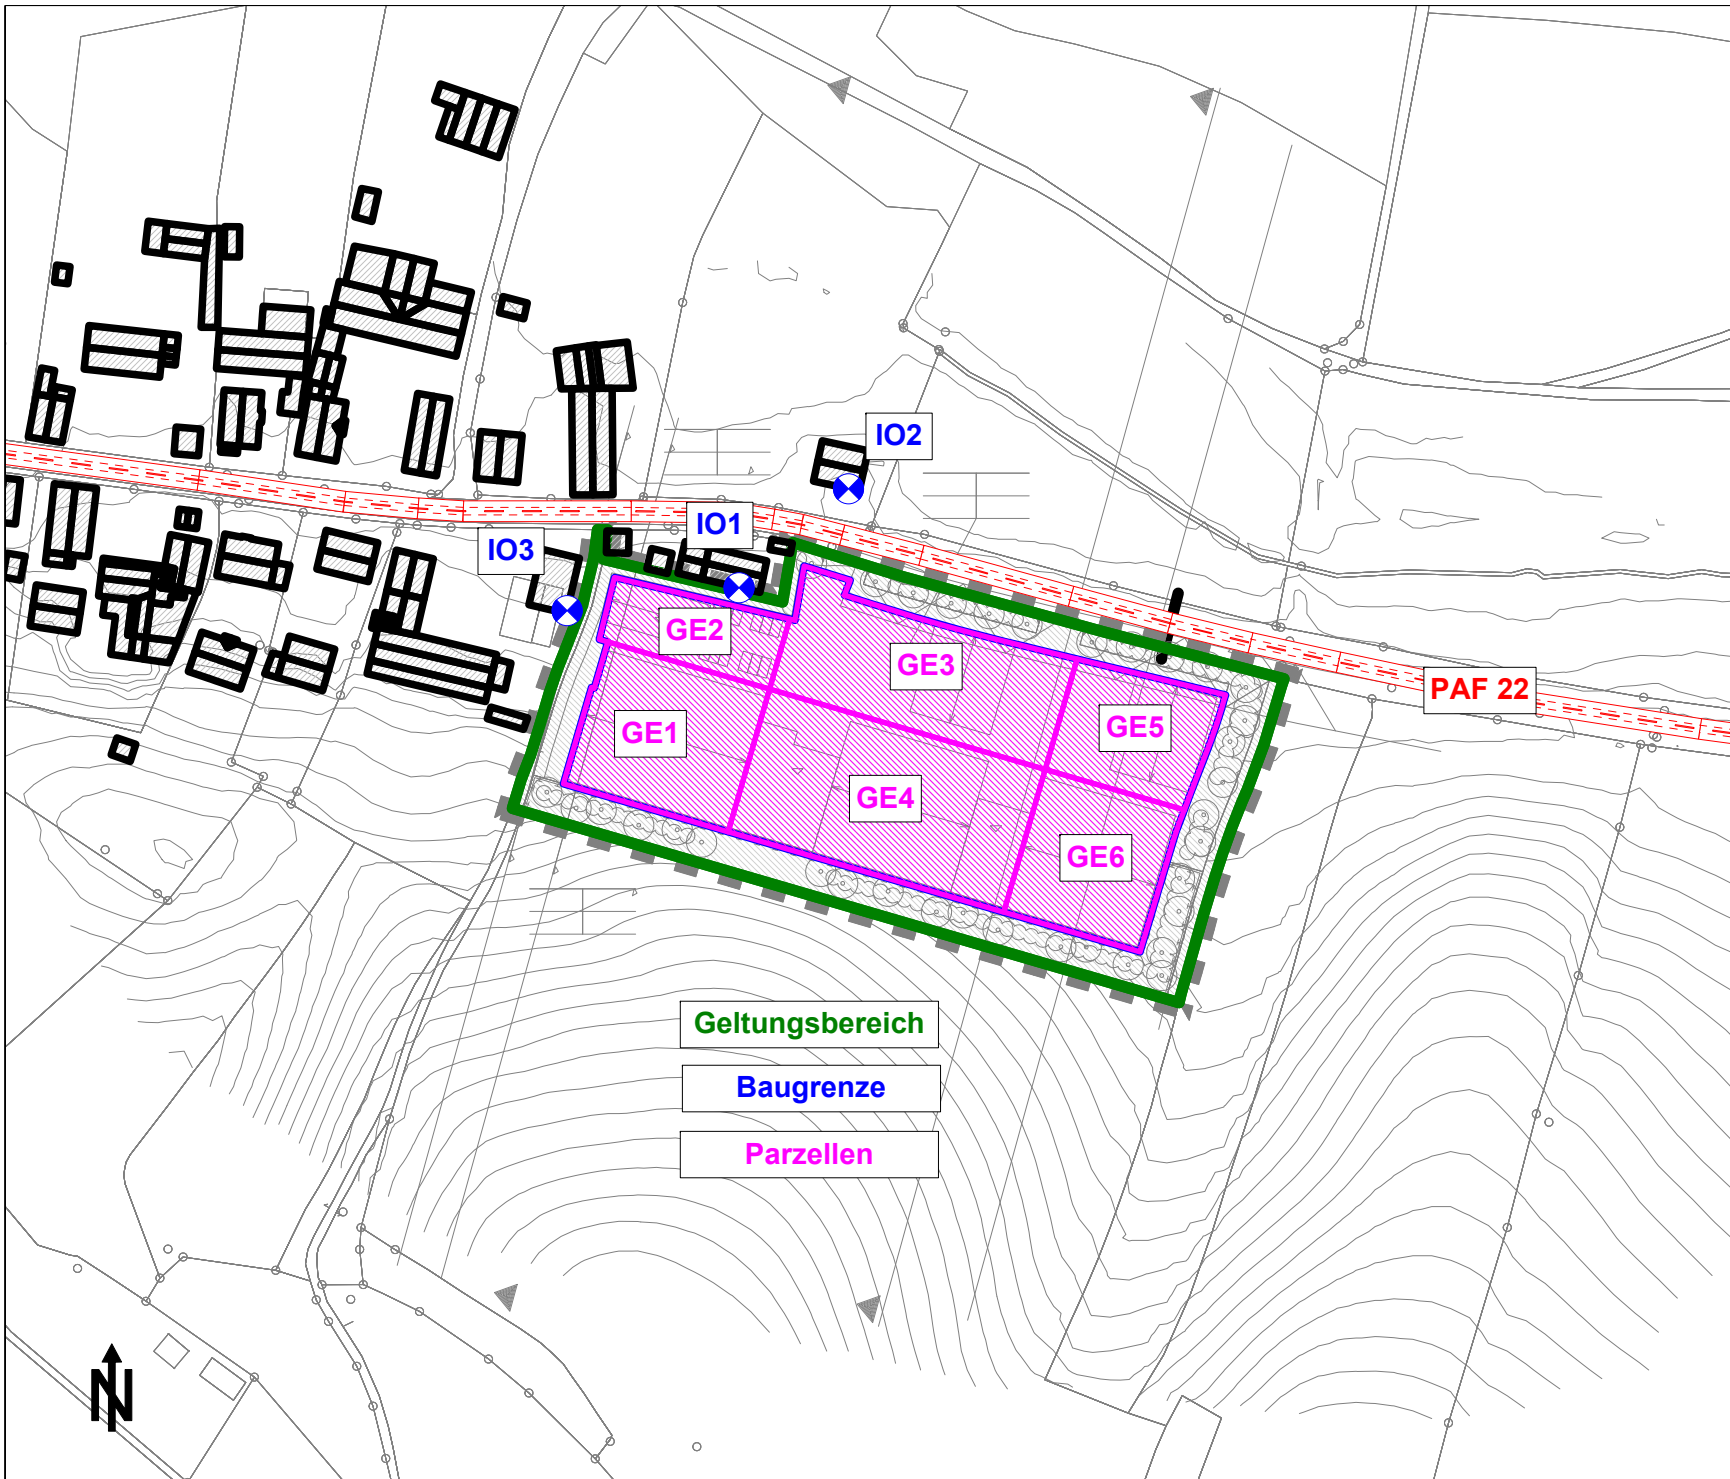 IO2
IO1
IO3
GE2
GE3
PAF 22
GE1
GE5
GE4
GE6
Geltungsbereich
Baugrenze
Parzellen
N